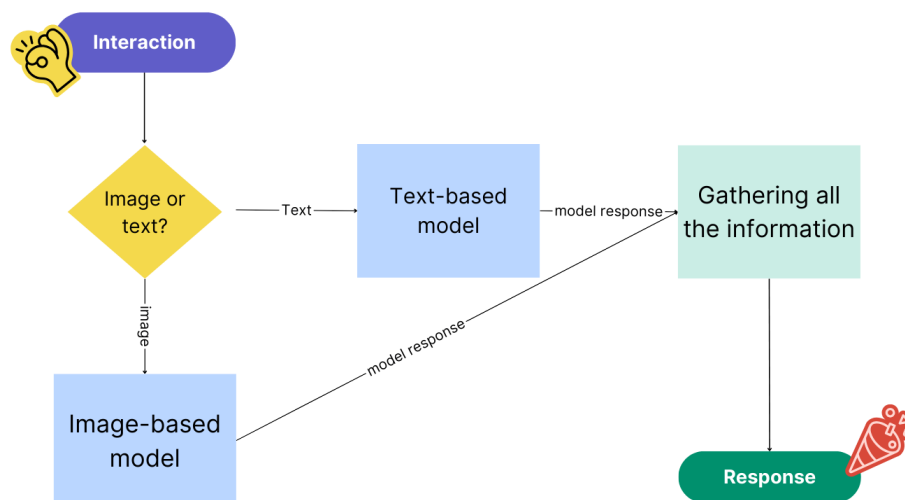 Interaction
Image or
text?
Text
Text-based
model
model response
Gathering all
the information
image
model response
Image-based
model
Response